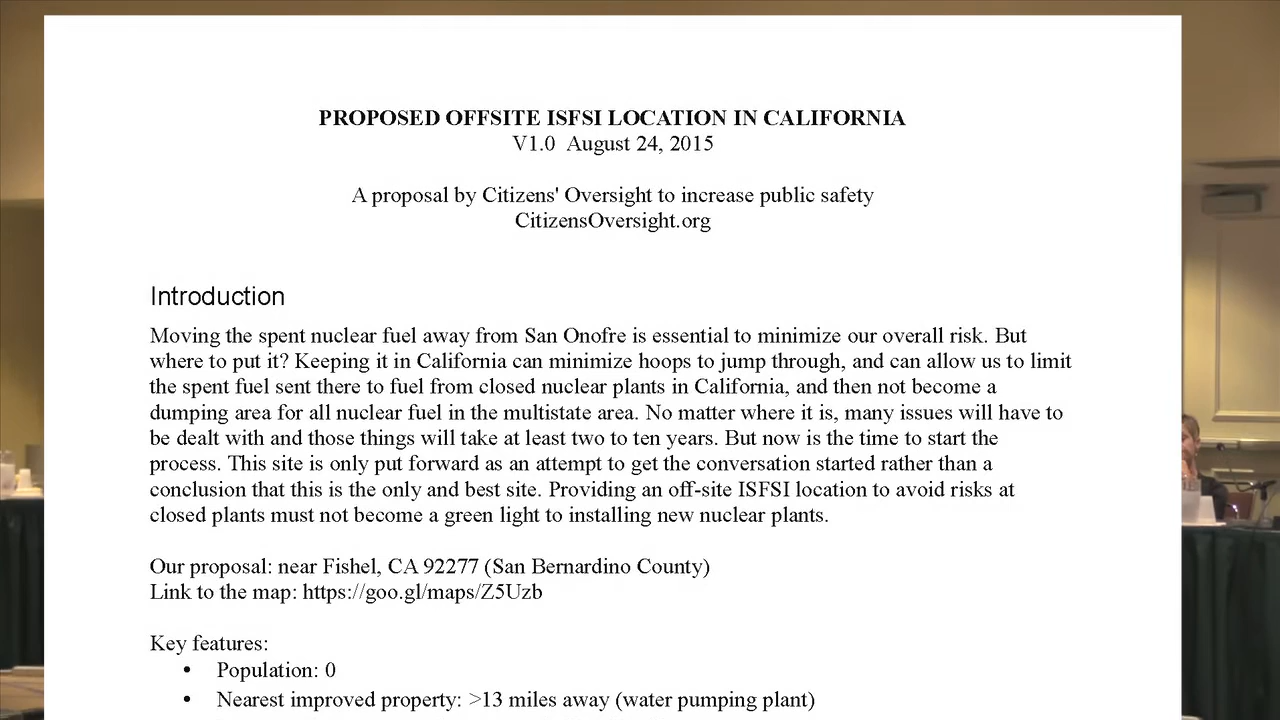 PROPOSED OFFSITE ISFSI LOCATION IN CALIFORNIA
V1.0 August 24, 2015
A proposal by Citizens' Oversight to increase public safety
CitizensOversight.org
Introduction
Moving the spent nuclear fuel away from San Onofre is essential to minimize our overall risk. But
where to put it? Keeping it in California can minimize hoops to jump through, and can allow us to limit
the spent fuel sent there to fuel from closed nuclear plants in California, and then not become a
dumping area for all nuclear fuel in the multistate area. No matter where it is, many issues will have to
be dealt with and those things will take at least two to ten years. But now is the time to start the
process. This site is only put forward as an attempt to get the conversation started rather than a
conclusion that this is the only and best site. Providing an off-site ISFSI location to avoid risks at
closed plants must not become a green light to installing new nuclear plants.
Our proposal: near Fishel, CA 92277 (San Bernardino County)
Link to the map: https://goo.gl/maps/Z5Uzb
Key features:
• Population: 0
• Nearest improved property: >13 miles away (water pumping plant)